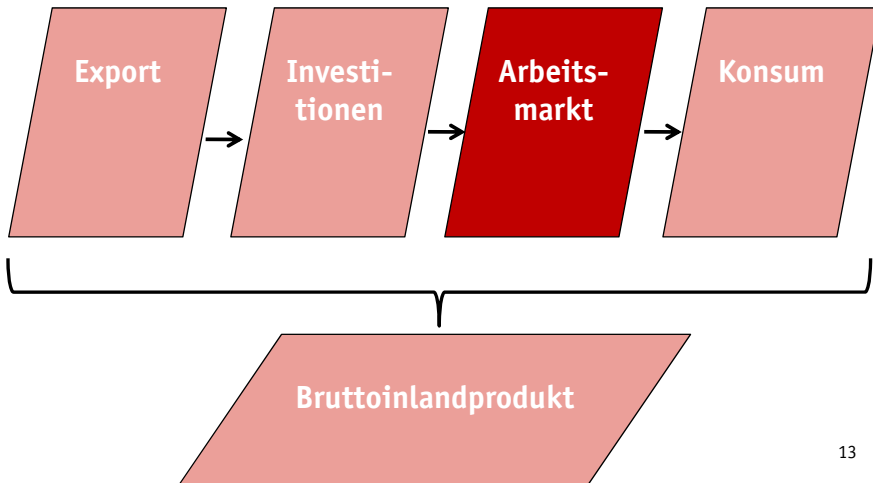 Export
Investi-
tionen
Arbeits-
markt
Konsum
Bruttoinlandprodukt
13